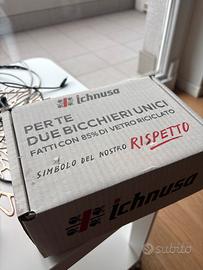 ichnusa
PER TE
DUE BICCHIERI UNICI
FATTI CON 85% DI VETRO RICICLATO
SIMBOLO DEL NOSTRO RISPETTO
ichnusa
subito